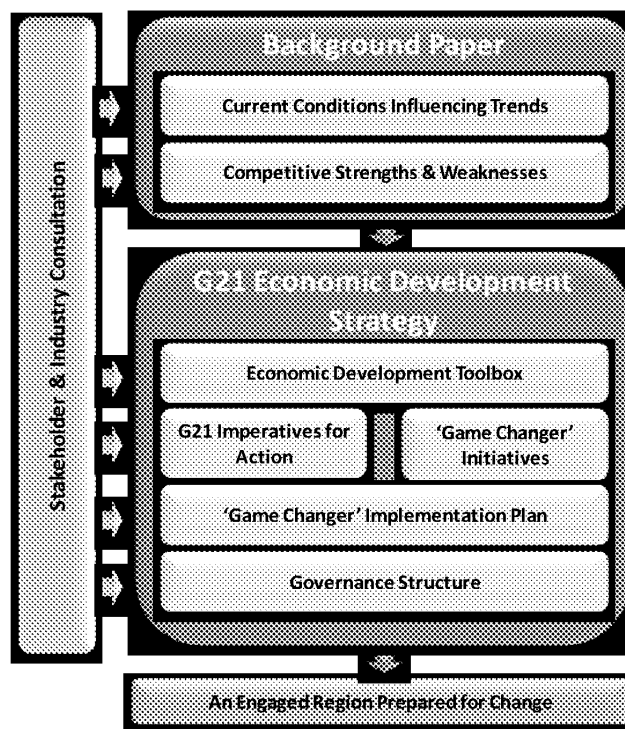 Stakeholder & Industry Consultation
Background Paper
Current Conditions Influencing Trends
Competitive Strengths & Weaknesses
G21 Economic Development
Strategy
Economic Development Toolbox
G21 Imperatives for
Action
‘Game Changer’
Initiatives
‘Game Changer’ Implementation Plan
Governance Structure
An Engaged Region Prepared for Change